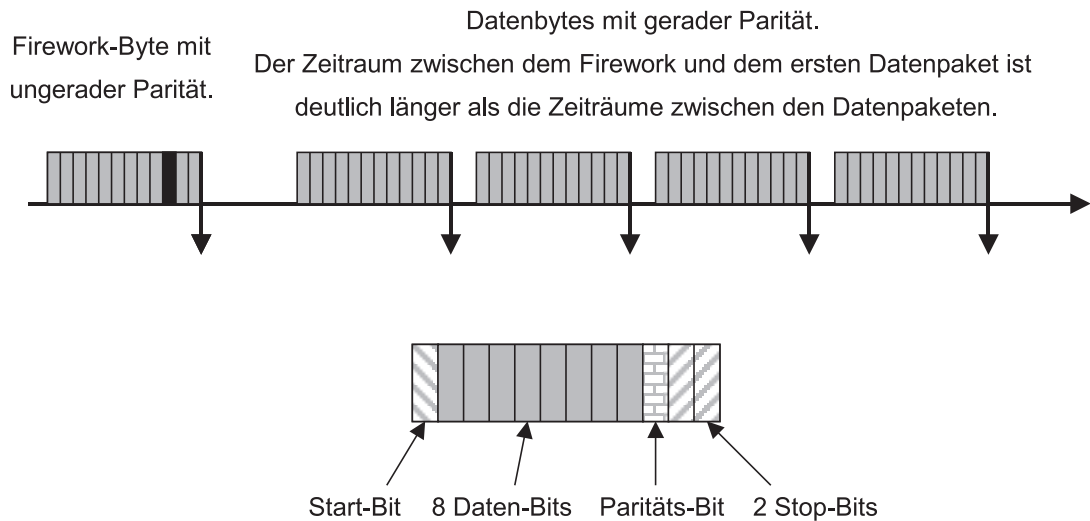 Firework-Byte mit
ungerader Parität.
Datenbytes mit gerader Parität.
Der Zeitraum zwischen dem Firework und dem ersten Datenpaket ist
deutlich länger als die Zeiträume zwischen den Datenpaketen.
Start-Bit 8 Daten-Bits Paritäts-Bit 2 Stop-Bits